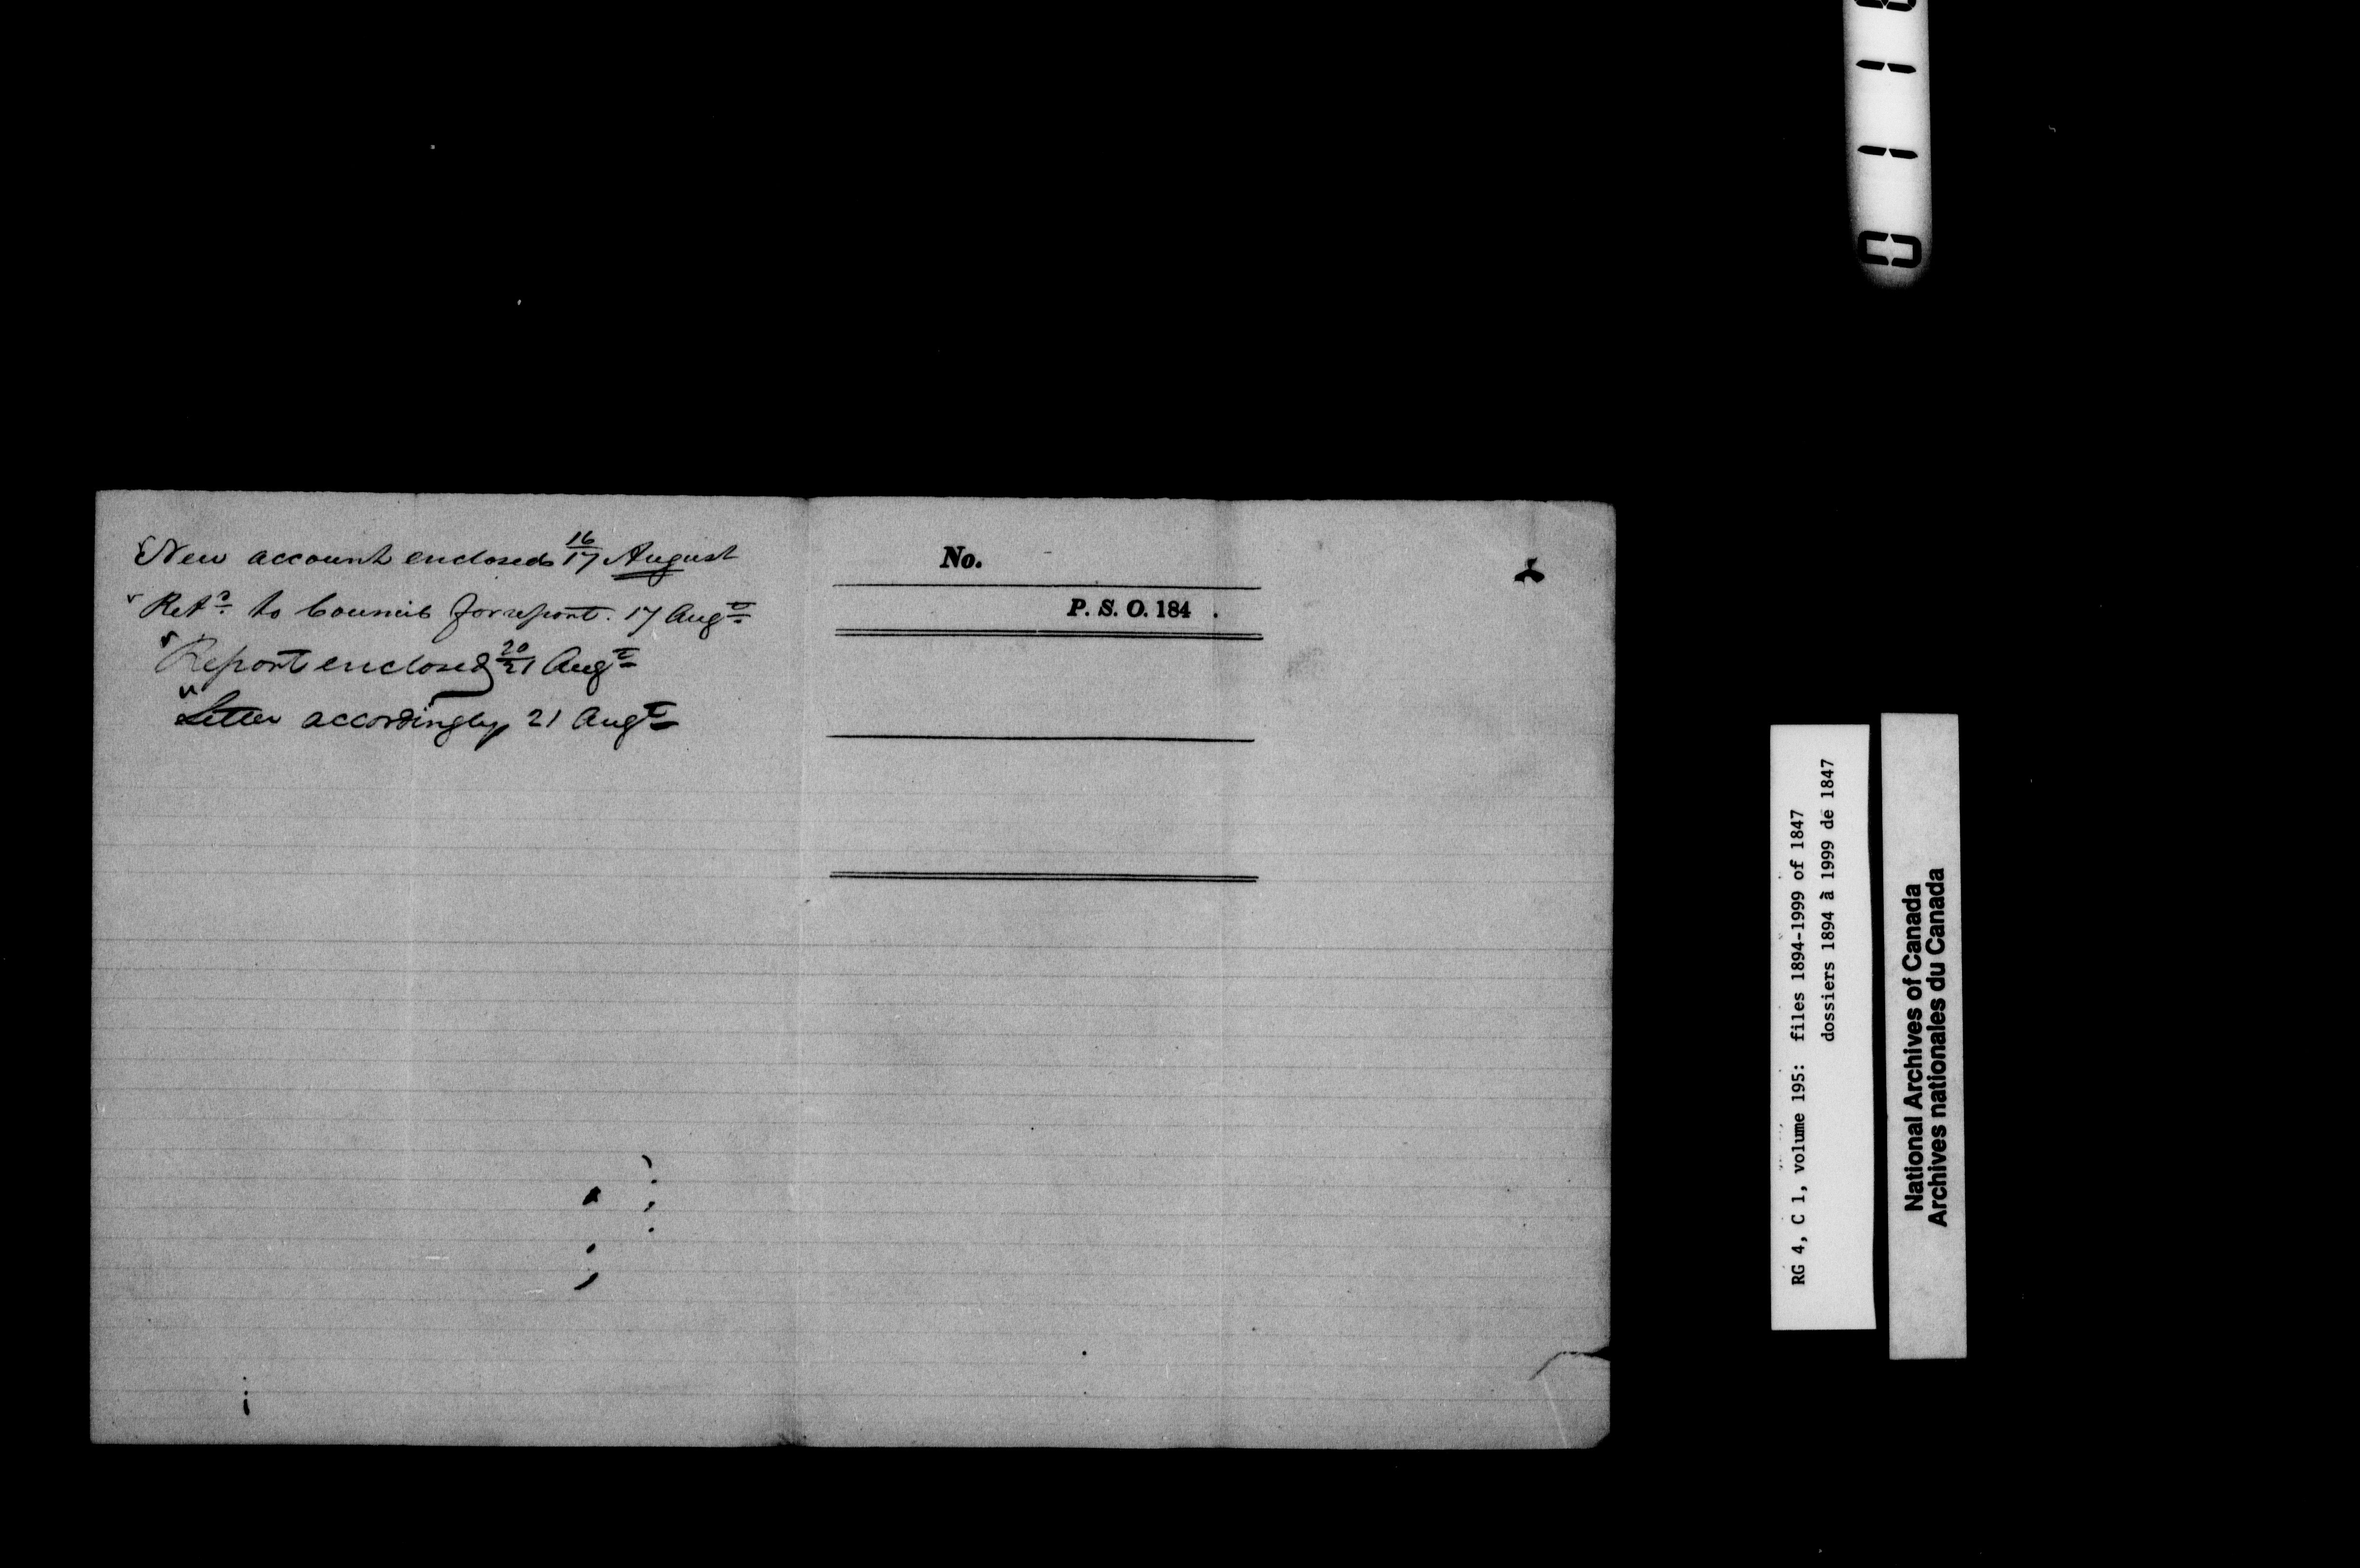 New account enclosed 16/17 August
Retd. to Council for report. 17 Augt.
Report enclosed 20/21 Augt
Letter accordingly 21 Augt
No.
P. S. O. 184 .
RG 4, C 1, volume 195: files 1894-1999 of 1847
dossiers 1894 à 1999 de 1847
National Archives of Canada
Archives nationales du Canada